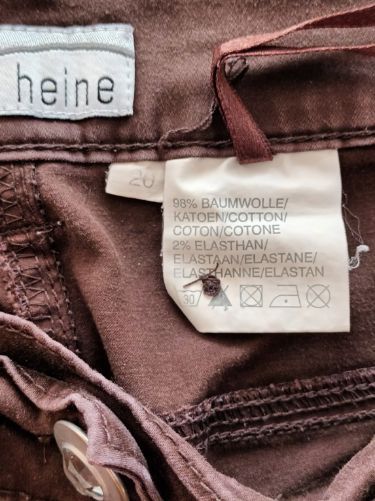 heine
20
98% BAUMWOLLE/
KATOEN/COTTON/
COTON/COTONE
2% ELASTHAN/
ELASTAAN/ELASTANE/
ELASTHANNE/ELASTAN
30